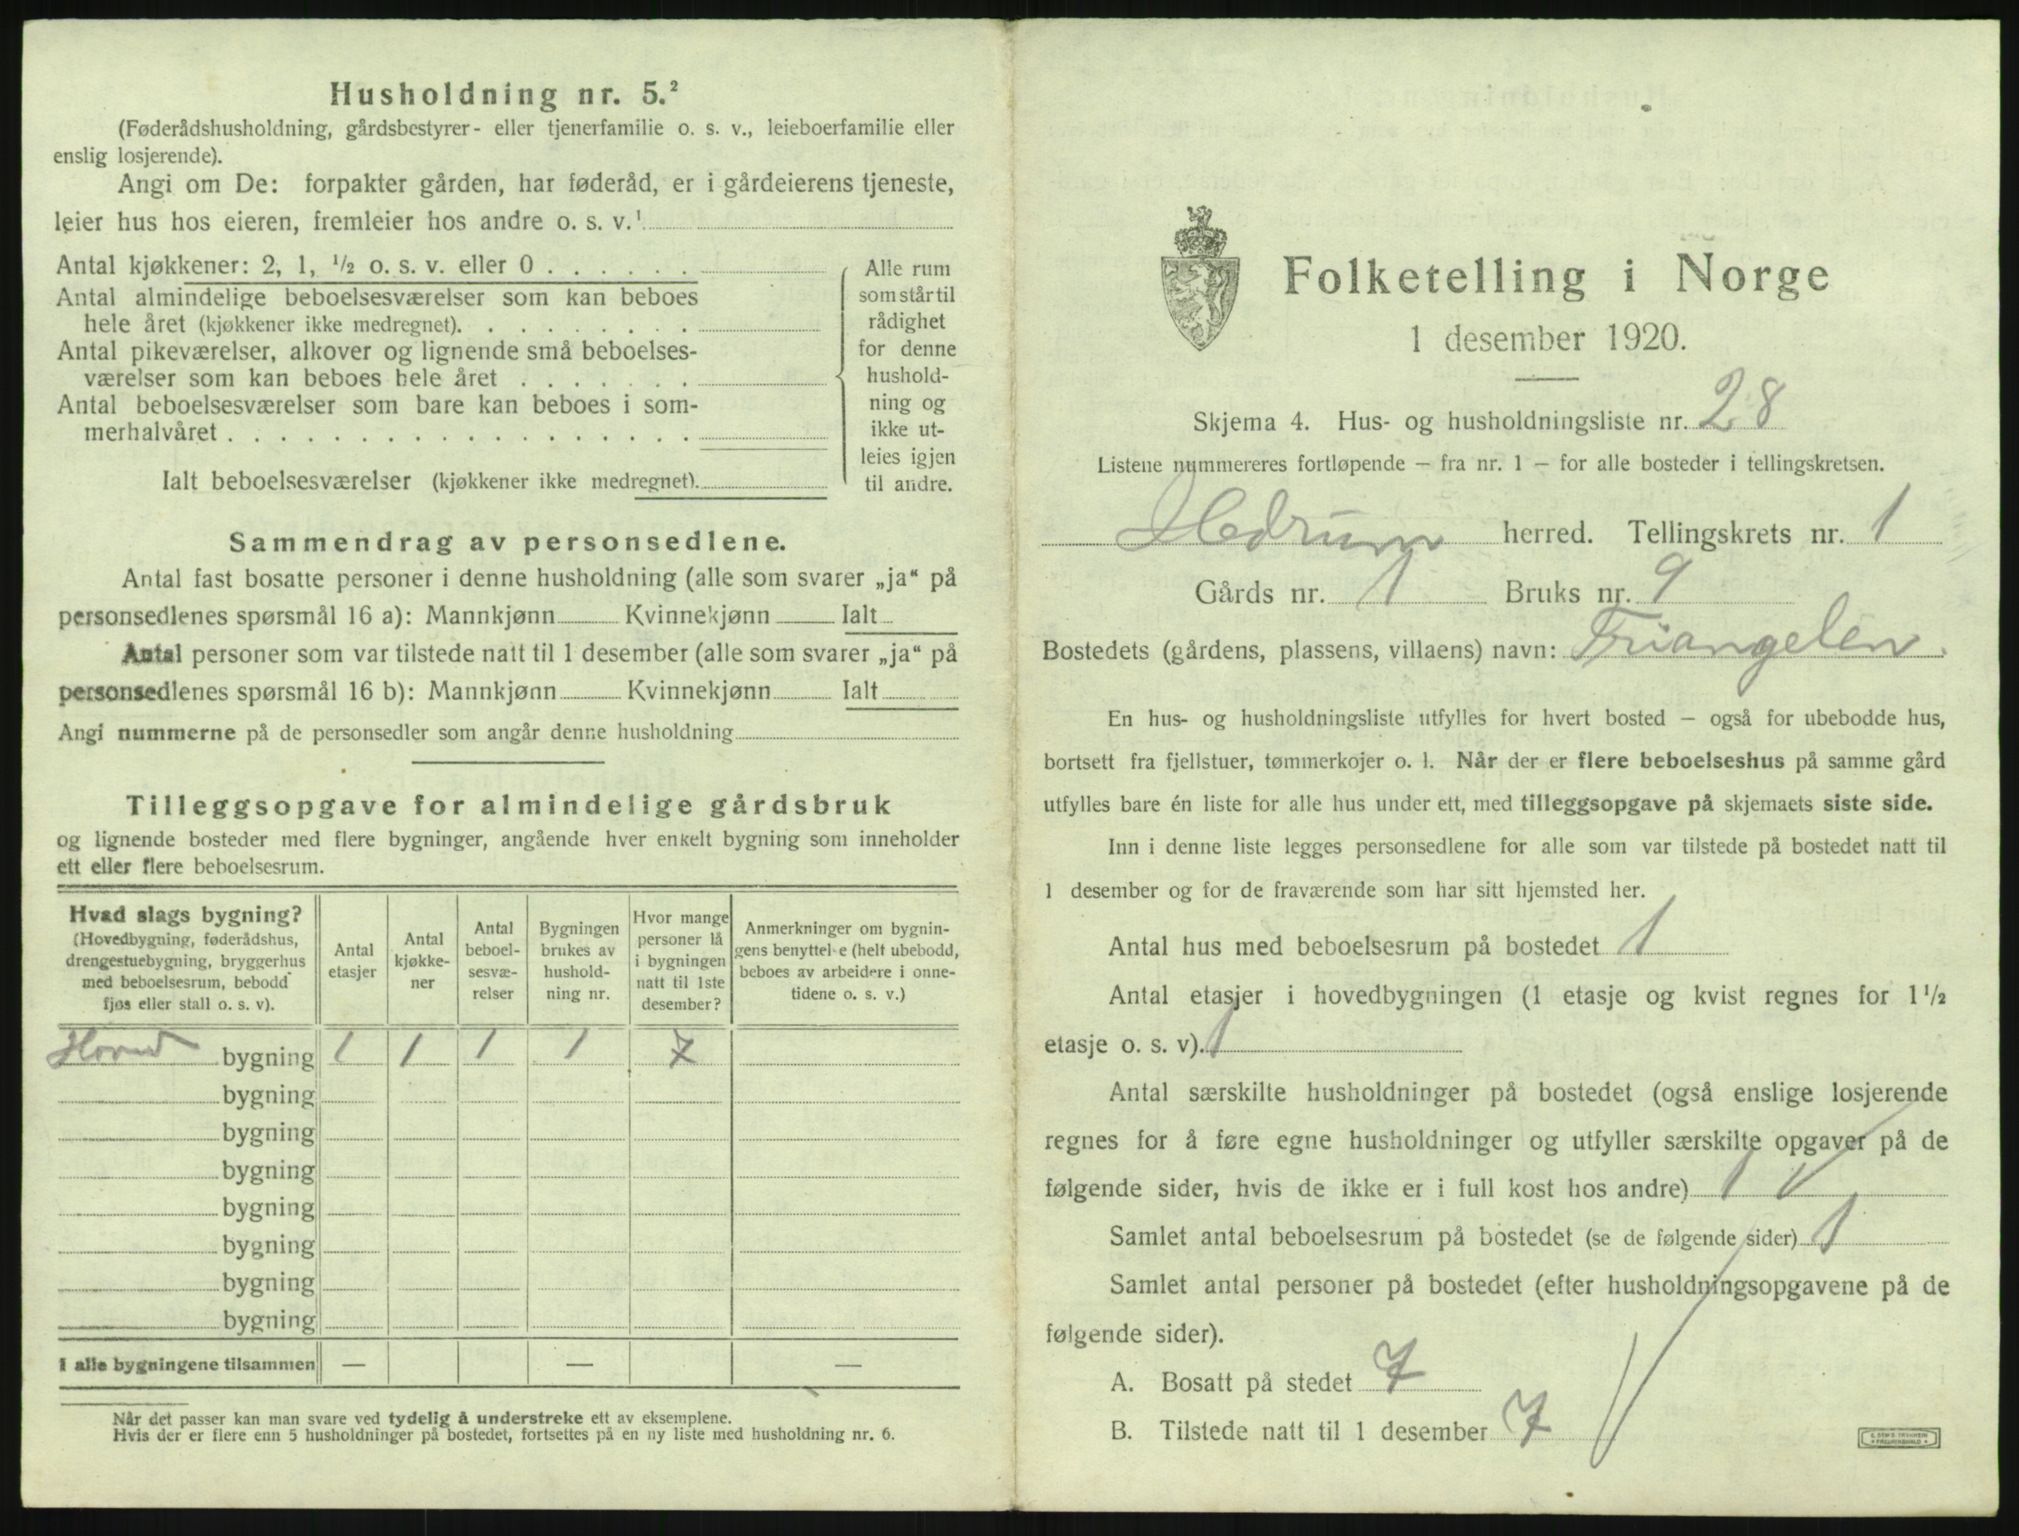 Husholdning nr. 5.²
(Føderådshusholdning, gårdsbestyrer- eller tjenerfamilie o. s. v., leieboerfamilie eller
enslig losjerende).
Angi om De: forpakter gården, har føderåd, er i gårdeierens tjeneste,
leier hus hos eieren, fremleier hos andre o. s. v.¹
Antal kjøkkener: 2, 1, ½ o. s. v. eller 0 . . . . . .
Antal almindelige beboelsesværelser som kan beboes
hele året (kjøkkener ikke medregnet). . . . . . . . .
Antal pikeværelser, alkover og lignende små beboelses-
værelser som kan beboes hele året . . . . . . .
Antal beboelsesværelser som bare kan beboes i som-
merhalvåret . . . . . . . . . . . . . . . . . .
Ialt beboelsesværelser (kjøkkener ikke medregnet).
Alle rum
som står til
rådighet
for denne
hushold-
ning og
ikke ut-
leies igjen
til andre.
Sammendrag av personsedlene.
Antal fast bosatte personer i denne husholdning (alle som svarer „ja“ på
personsedlenes spørsmål 16 a): Mannkjønn Kvinnekjønn Ialt
Antal personer som var tilstede natt til 1 desember (alle som svarer „ja“ på
personsedlenes spørsmål 16 b): Mannkjønn Kvinnekjønn Ialt
Angi nummerne på de personsedler som angår denne husholdning
Tilleggsopgave for almindelige gårdsbruk
og lignende bosteder med flere bygninger, angående hver enkelt bygning som inneholder
ett eller flere beboelsesrum.
Hvad slags bygning?
(Hovedbygning, føderådshus,
drengestuebygning, bryggerhus
med beboelsesrum, bebodd
fjøs eller stall o. s. v).
Antal
etasjer
Antal
kjøkke-
ner
Antal
beboel-
sesvæ-
relser
Bygningen
brukes av
hushold-
ning nr.
Hvor mange
personer lå
i bygningen
natt til 1ste
desember?
Anmerkninger om bygnin-
gens benyttelse (helt ubebodd,
beboes av arbeidere i onne-
tidene o. s. v.)
Hoved bygning 1 1 1 1 7
bygning
bygning
bygning
bygning
bygning
bygning
bygning
I alle bygningene tilsammen — — —
Når det passer kan man svare ved tydelig å understreke ett av eksemplene.
Hvis der er flere enn 5 husholdninger på bostedet, fortsettes på en ny liste med husholdning nr. 6.
Folketelling i Norge
1 desember 1920.
Skjema 4. Hus- og husholdningsliste nr. 28
Listene nummereres fortløpende – fra nr. 1 – for alle bosteder i tellingskretsen.
Hedrum herred. Tellingskrets nr. 1
Gårds nr. 1 Bruks nr. 9
Bostedets (gårdens, plassens, villaens) navn: Triangelen.
En hus- og husholdningsliste utfylles for hvert bosted – også for ubebodde hus,
bortsett fra fjellstuer, tømmerkojer o. l. Når der er flere beboelseshus på samme gård
utfylles bare én liste for alle hus under ett, med tilleggsopgave på skjemaets siste side.
Inn i denne liste legges personsedlene for alle som var tilstede på bostedet natt til
1 desember og for de fraværende som har sitt hjemsted her.
Antal hus med beboelsesrum på bostedet 1
Antal etasjer i hovedbygningen (1 etasje og kvist regnes for 1½
etasje o. s. v). 1
Antal særskilte husholdninger på bostedet (også enslige losjerende
regnes for å føre egne husholdninger og utfyller særskilte opgaver på de
følgende sider, hvis de ikke er i full kost hos andre) 1
Samlet antal beboelsesrum på bostedet (se de følgende sider) 1
Samlet antal personer på bostedet (efter husholdningsopgavene på de
følgende sider).
A. Bosatt på stedet 7
B. Tilstede natt til 1 desember 7